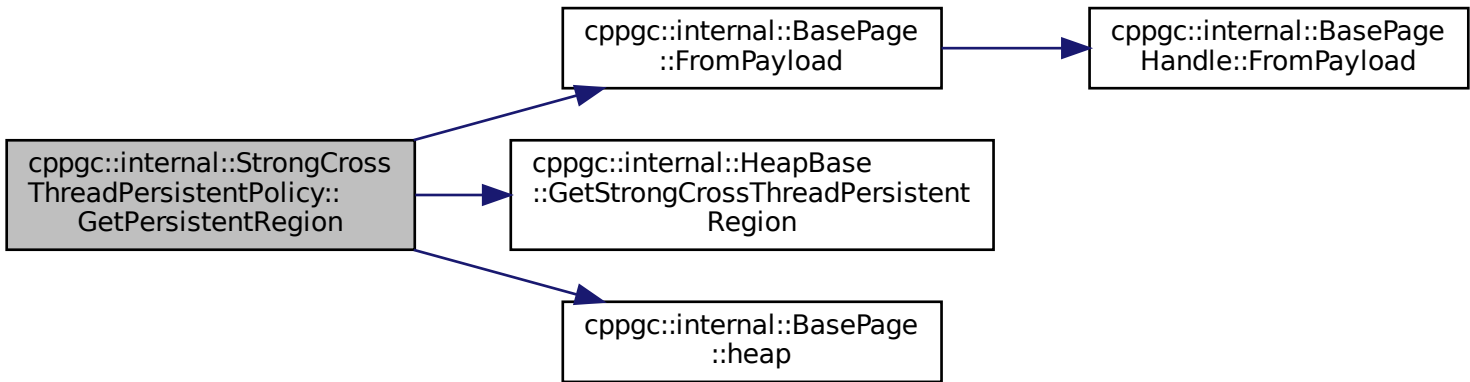 cppgc::internal::StrongCross
ThreadPersistentPolicy::
GetPersistentRegion
cppgc::internal::BasePage
::FromPayload
cppgc::internal::BasePage
Handle::FromPayload
cppgc::internal::HeapBase
::GetStrongCrossThreadPersistent
Region
cppgc::internal::BasePage
::heap